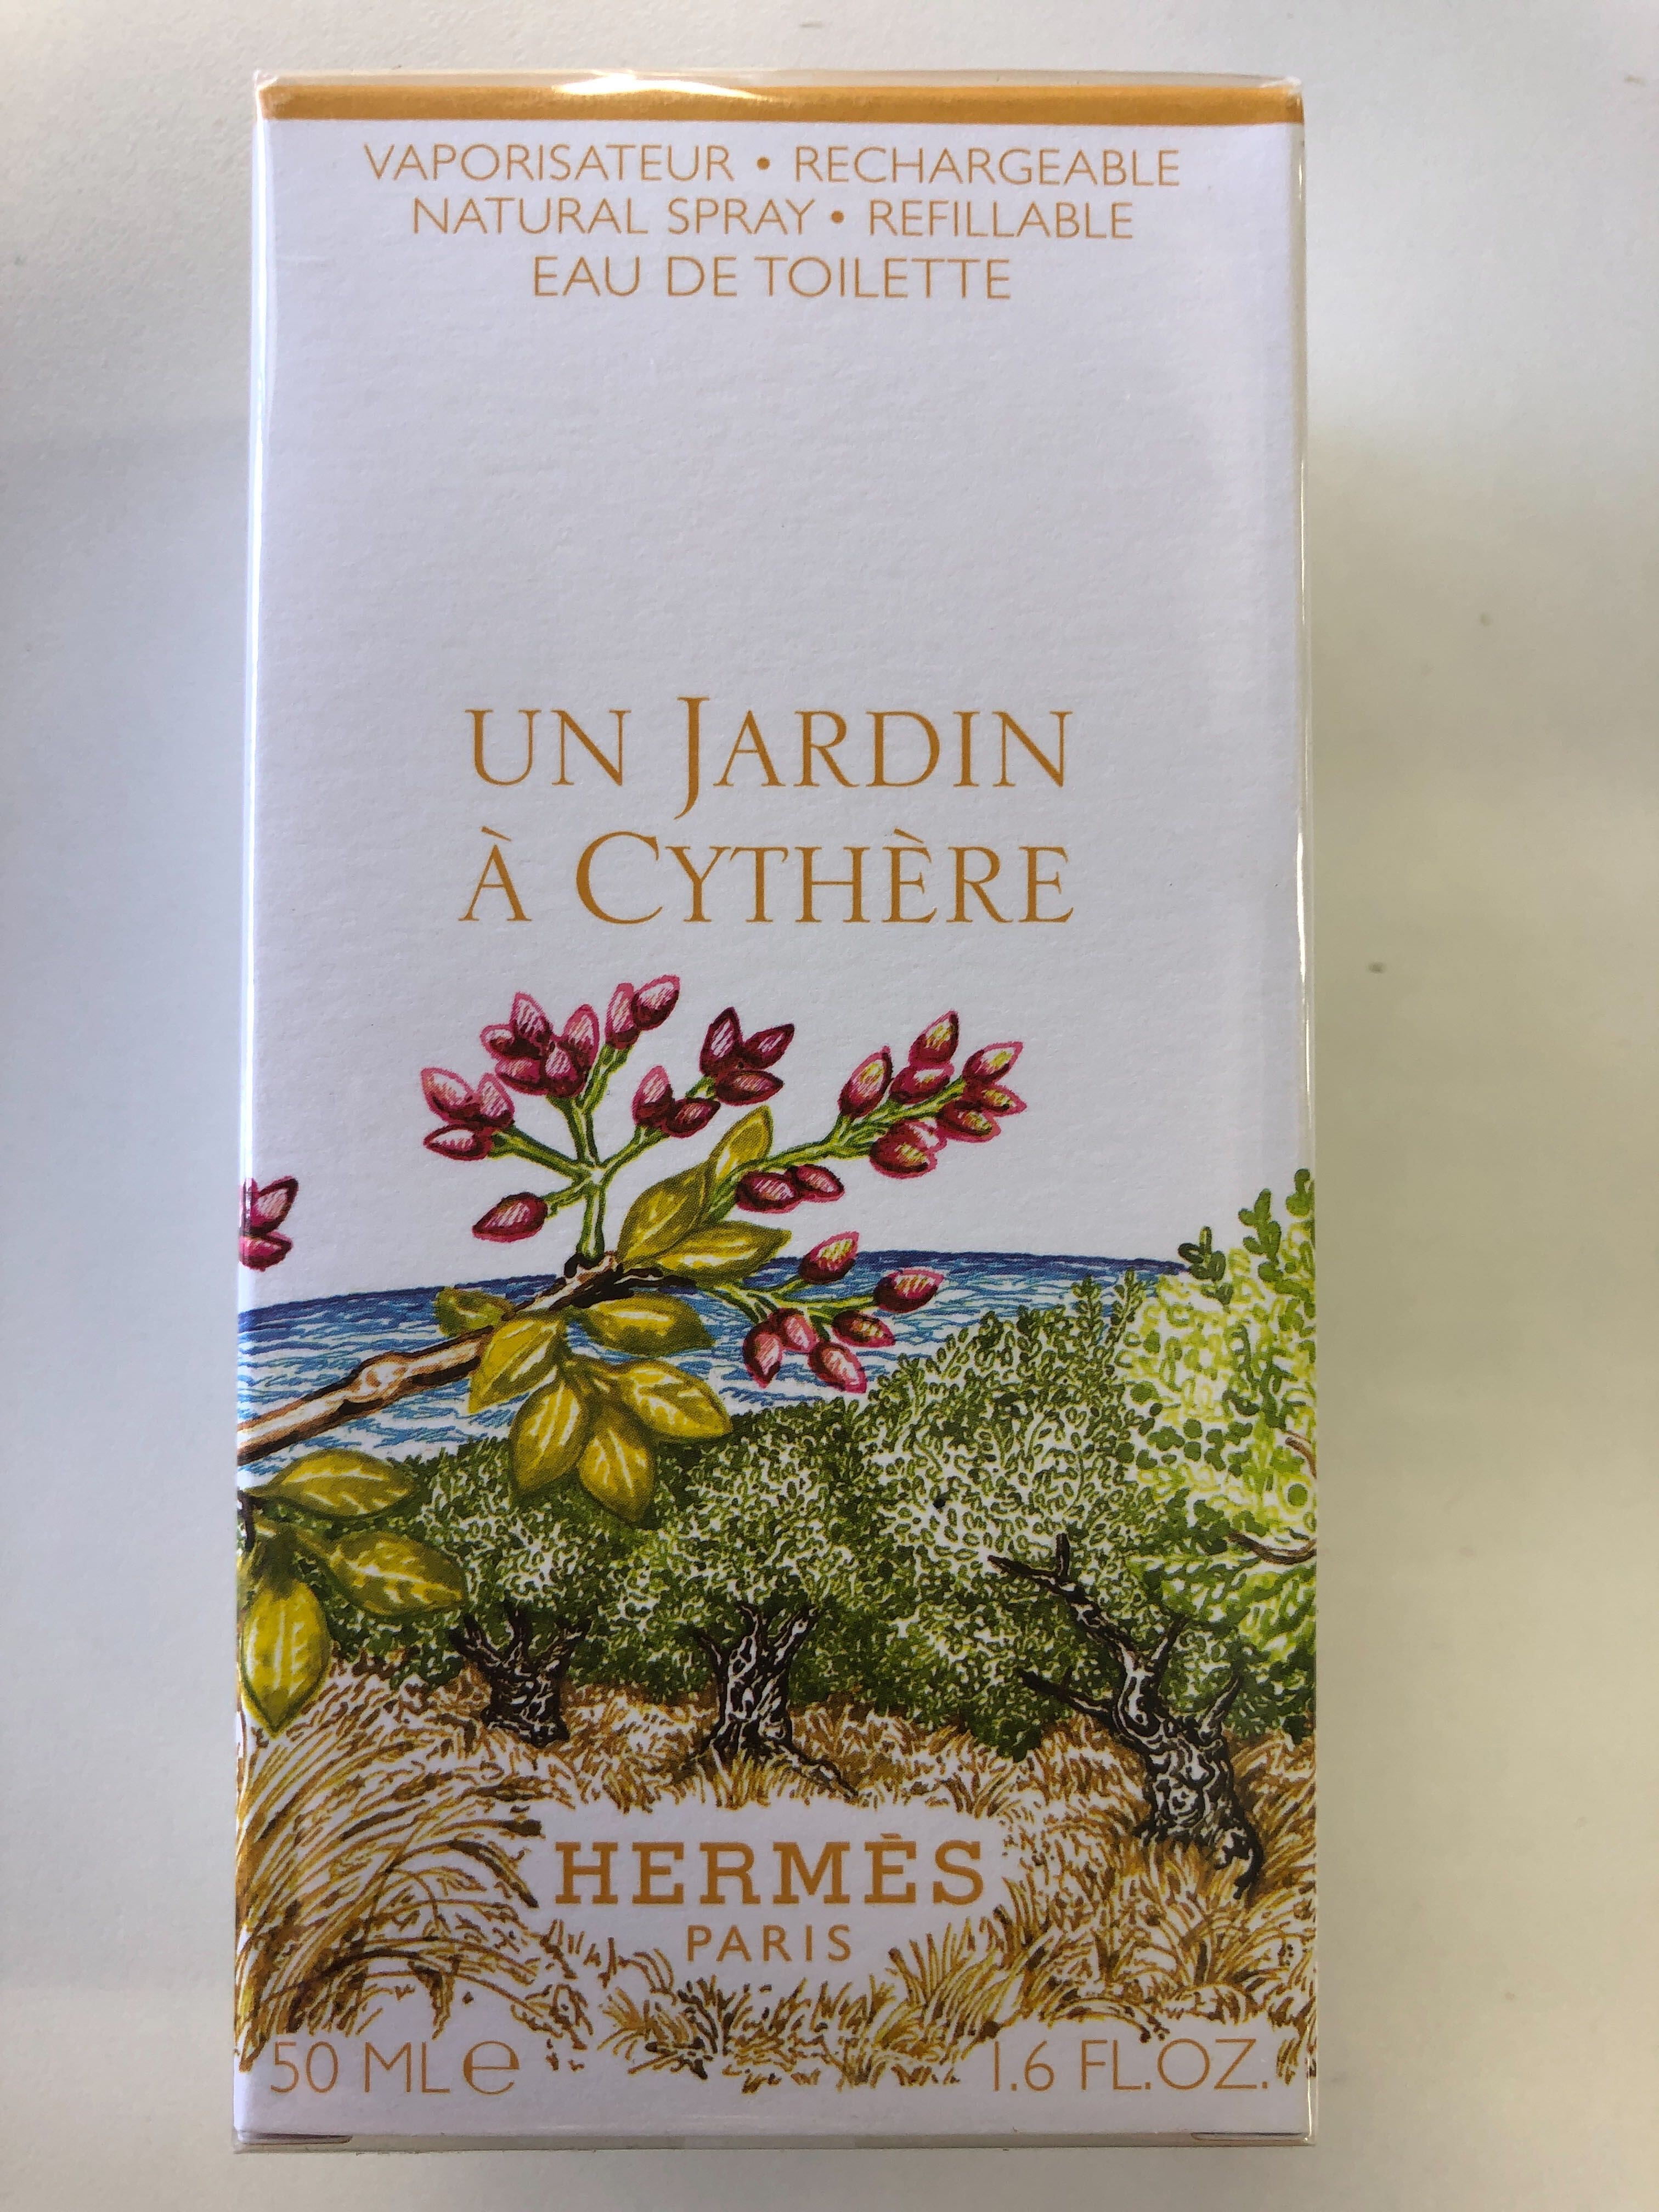 VAPORISATEUR • RECHARGEABLE
NATURAL SPRAY • REFILLABLE
EAU DE TOILETTE
UN JARDIN
À CYTHÈRE
HERMÈS
PARIS
50 ML ℮ 1.6 FL.OZ.